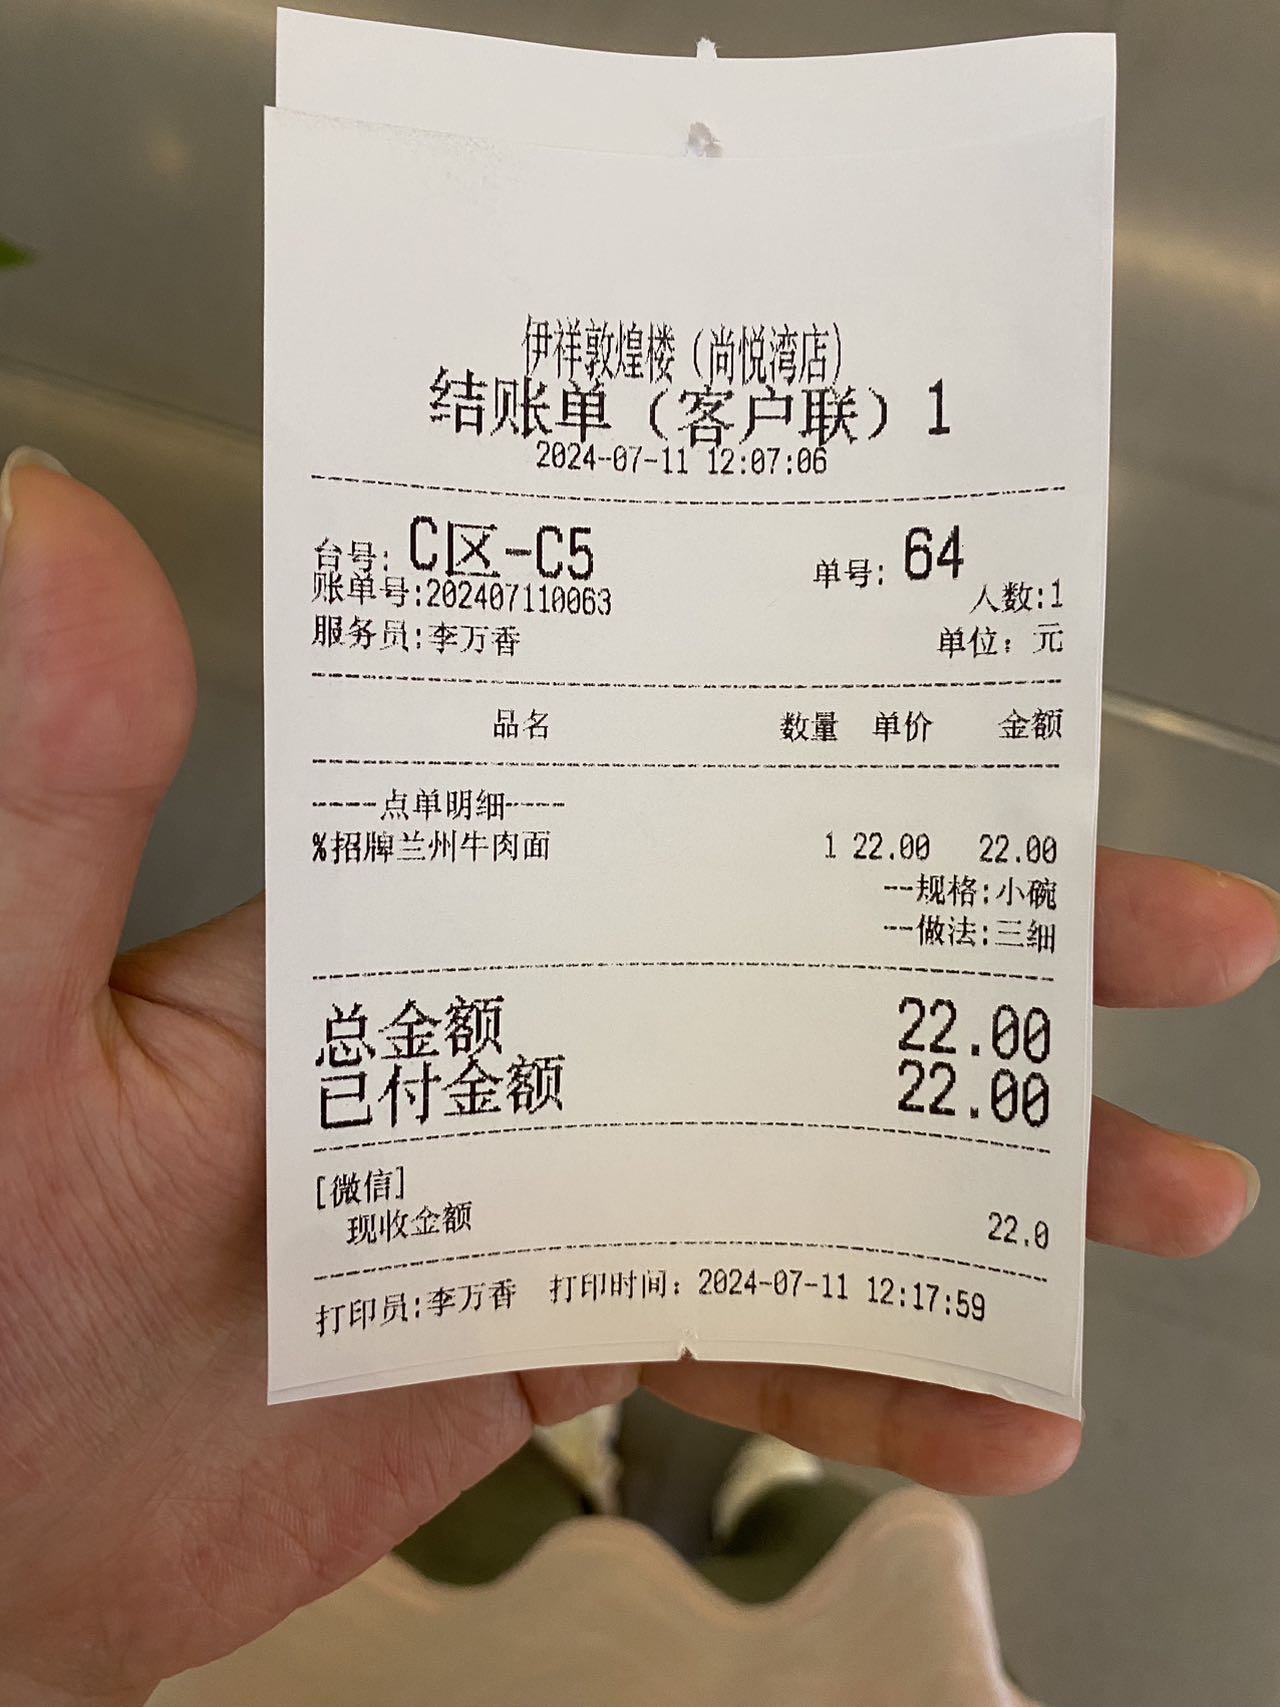 伊祥敦煌楼（尚悦湾店）
结账单（客户联）1
2024-07-11 12:07:06
台号: C区-C5 单号: 64
账单号:202407110063 人数:1
服务员:李万香 单位: 元
品名 数量 单价 金额
-----点单明细-----
%招牌兰州牛肉面 1 22.00 22.00
--规格:小碗
--做法:三细
总金额 22.00
已付金额 22.00
[微信]
现收金额 22.0
打印员:李万香 打印时间: 2024-07-11 12:17:59